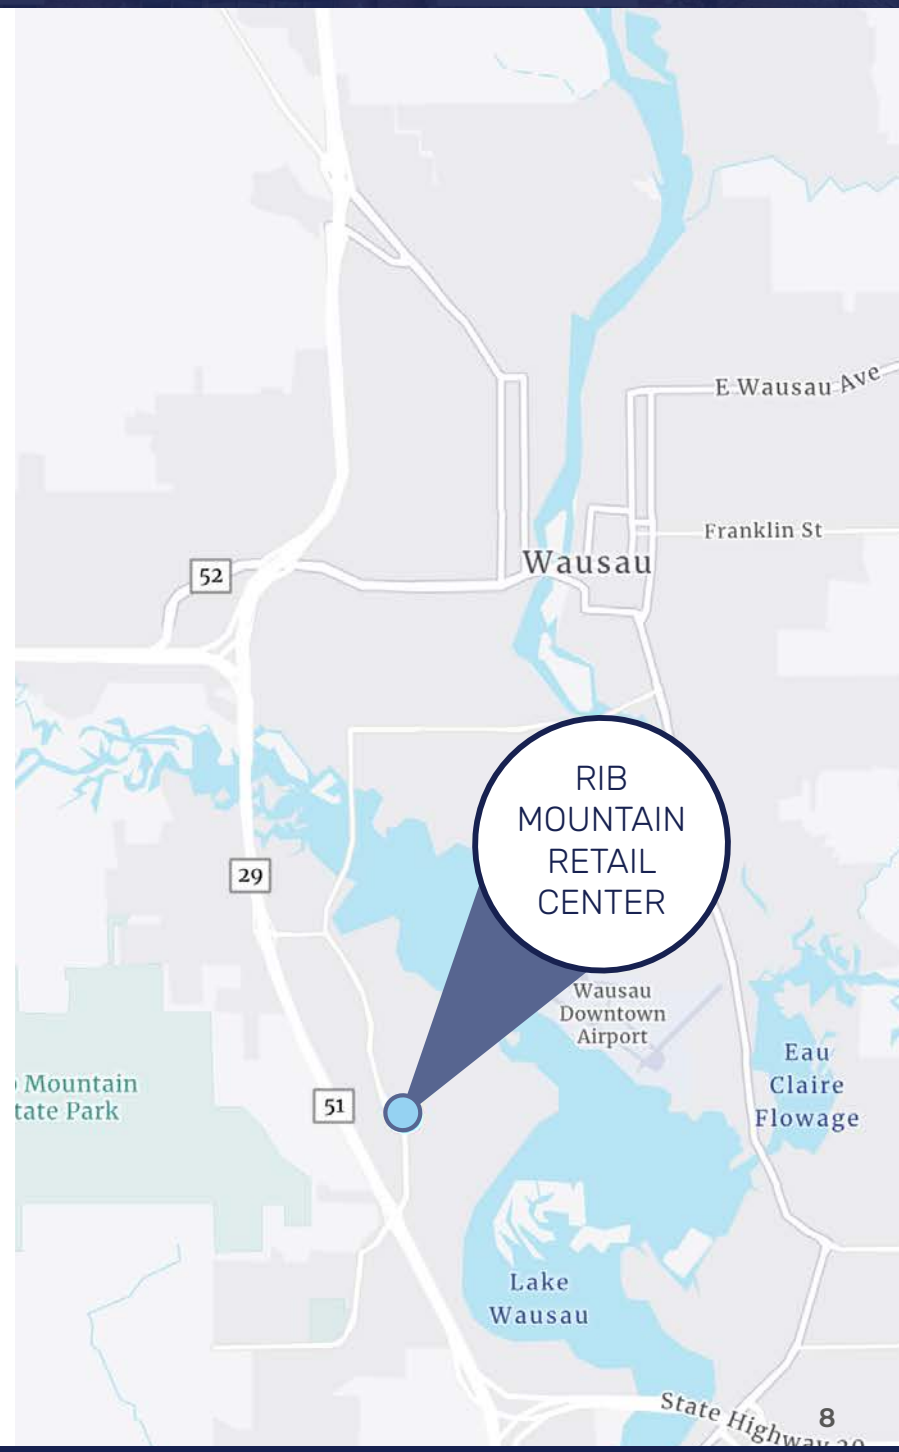 E Wausau Ave
Franklin St
Wausau
52
RIB
MOUNTAIN
RETAIL
CENTER
29
Wausau
Downtown
Airport
Eau
Claire
Flowage
Mountain
tate Park
51
Lake
Wausau
State Highway
8